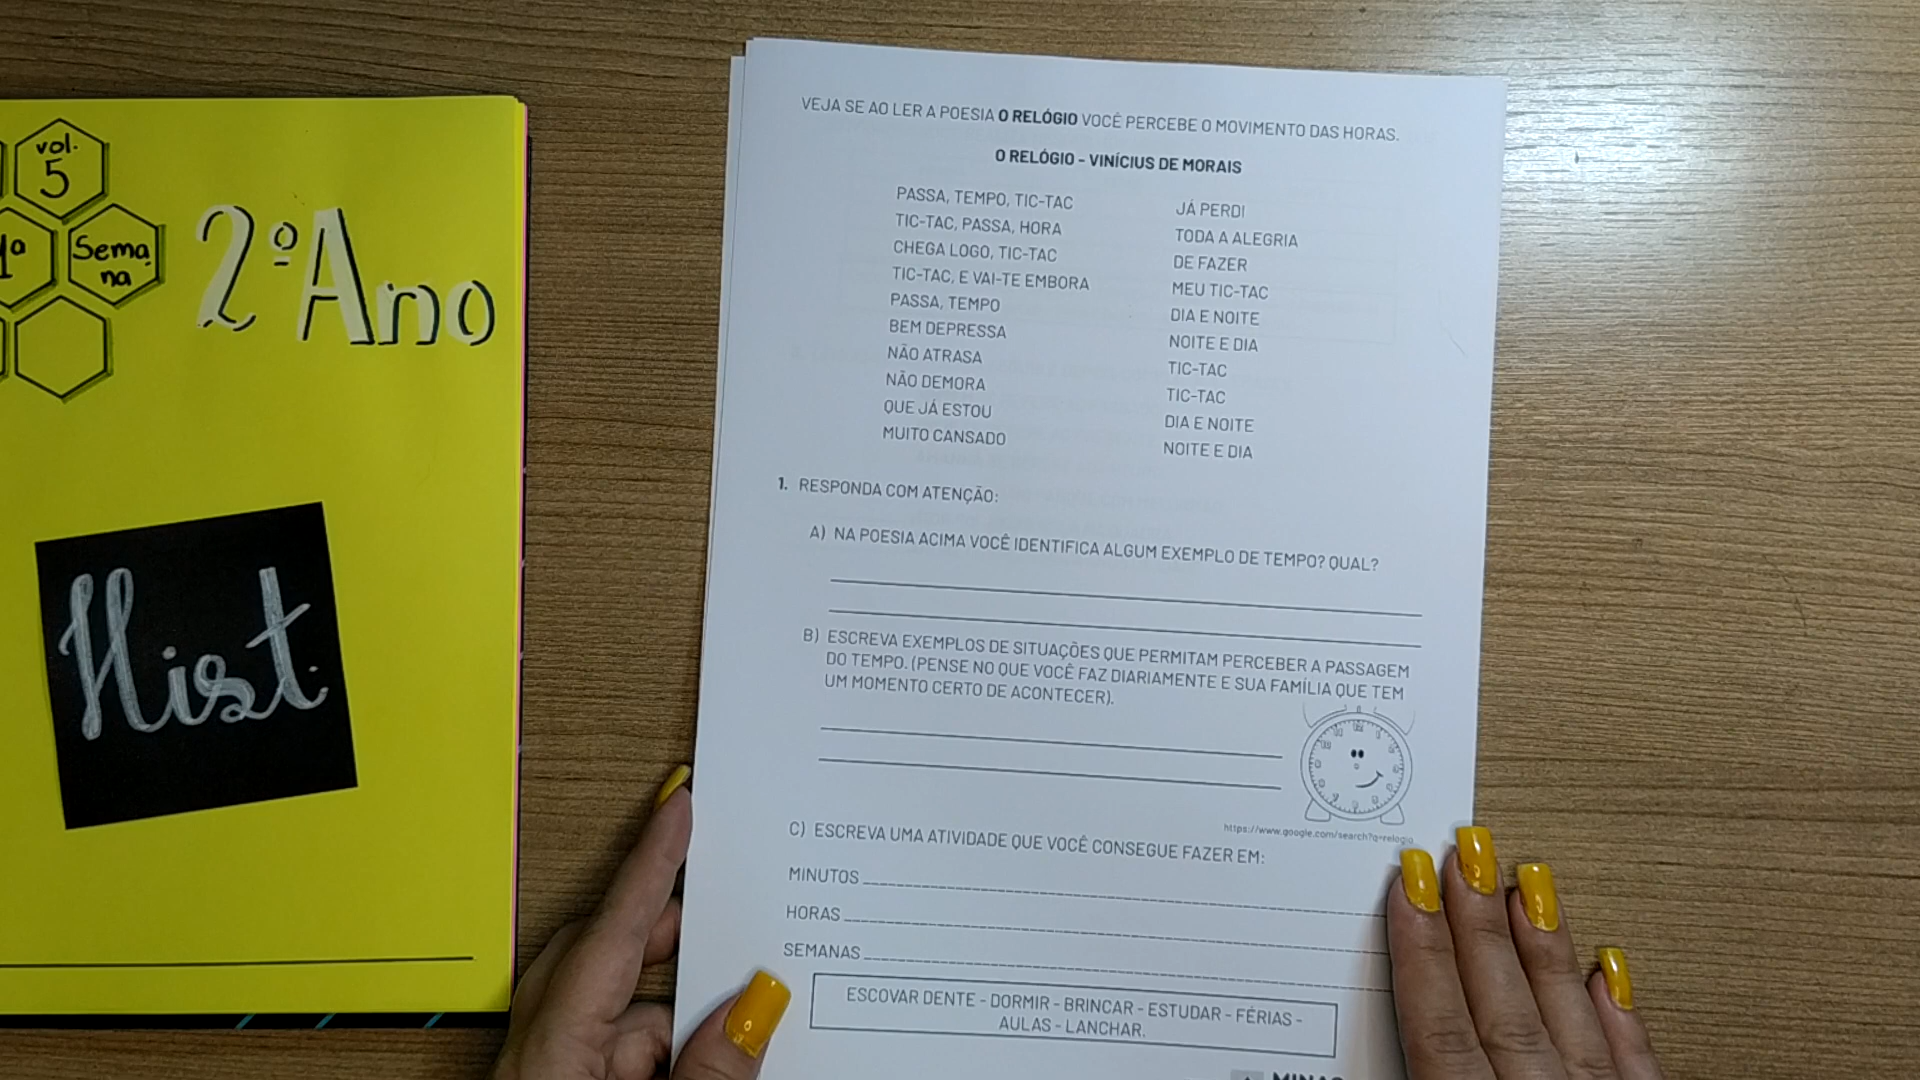 vol.
5
1ª
Sema
na
2º Ano
Hist.
VEJA SE AO LER A POESIA O RELÓGIO VOCÊ PERCEBE O MOVIMENTO DAS HORAS.
O RELÓGIO - VINÍCIUS DE MORAIS
PASSA, TEMPO, TIC-TAC
TIC-TAC, PASSA, HORA
CHEGA LOGO, TIC-TAC
TIC-TAC, E VAI-TE EMBORA
PASSA, TEMPO
BEM DEPRESSA
NÃO ATRASA
NÃO DEMORA
QUE JÁ ESTOU
MUITO CANSADO
JÁ PERDI
TODA A ALEGRIA
DE FAZER
MEU TIC-TAC
DIA E NOITE
NOITE E DIA
TIC-TAC
TIC-TAC
DIA E NOITE
NOITE E DIA
1. RESPONDA COM ATENÇÃO:
A) NA POESIA ACIMA VOCÊ IDENTIFICA ALGUM EXEMPLO DE TEMPO? QUAL?
B) ESCREVA EXEMPLOS DE SITUAÇÕES QUE PERMITAM PERCEBER A PASSAGEM
DO TEMPO. (PENSE NO QUE VOCÊ FAZ DIARIAMENTE E SUA FAMÍLIA QUE TEM
UM MOMENTO CERTO DE ACONTECER).
https://www.google.com/search?q=relogio
C) ESCREVA UMA ATIVIDADE QUE VOCÊ CONSEGUE FAZER EM:
MINUTOS
HORAS
SEMANAS
ESCOVAR DENTE - DORMIR - BRINCAR - ESTUDAR - FÉRIAS -
AULAS - LANCHAR.
MINAS